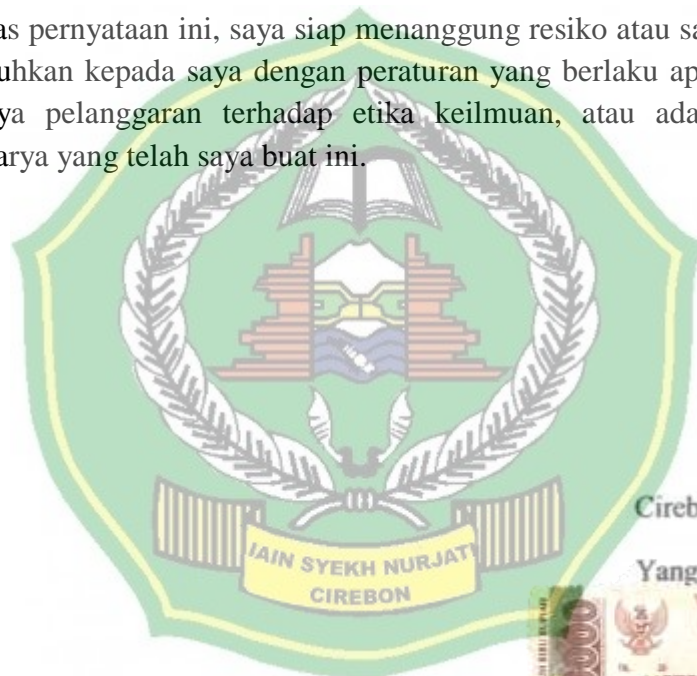 as pernyataan ini, saya siap menanggung resiko atau sa
uhkan kepada saya dengan peraturan yang berlaku ap
ya pelanggaran terhadap etika keilmuan, atau ada
arya yang telah saya buat ini.
IAIN SYEKH NURJATI
CIREBON
Cireb
Yang